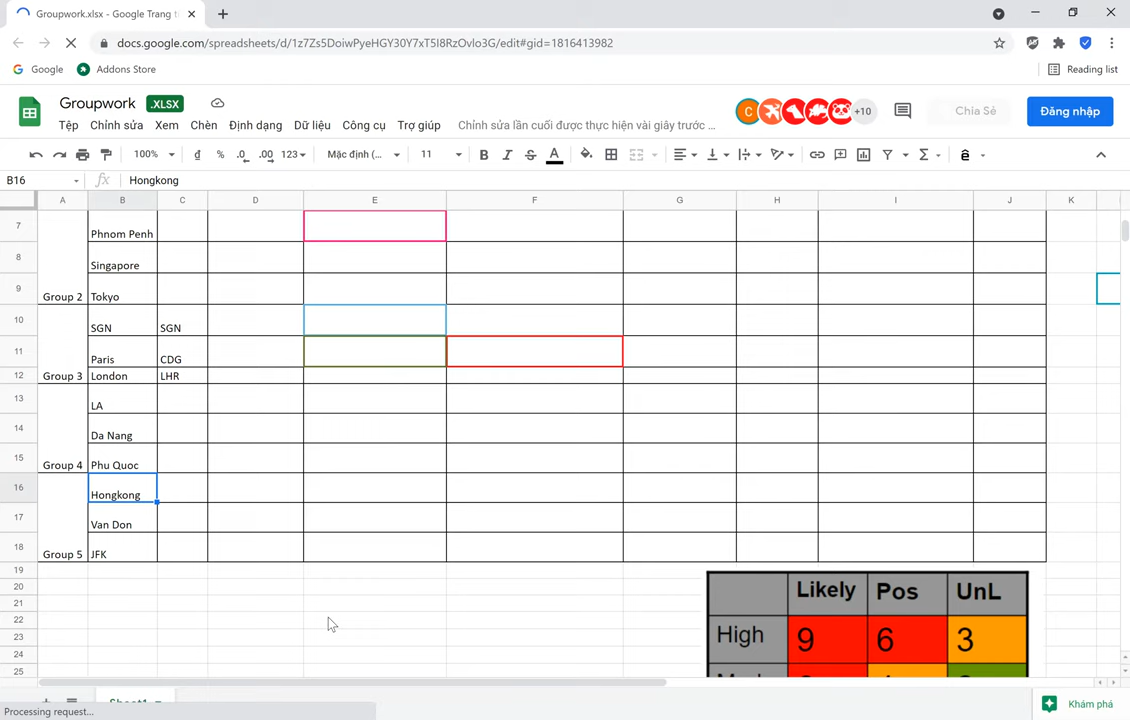 Groupwork.xlsx - Google Trang t
docs.google.com/spreadsheets/d/1z7Zs5DoiwPyeHGY30Y7xT5I8RzOvlo3G/edit#gid=1816413982
Google Addons Store Reading list
Groupwork .XLSX
+10 Chia Sẻ Đăng nhập
Tệp Chỉnh sửa Xem Chèn Định dạng Dữ liệu Công cụ Trợ giúp Chỉnh sửa lần cuối được thực hiện vài giây trước ...
100% đ % .0 .00 123 Mặc định (... 11 B I S A Σ ê
B16 fx Hongkong
A B C D E F G H I J K
7 Phnom Penh
8 Singapore
9 Group 2 Tokyo
10 SGN SGN
11 Paris CDG
12 Group 3 London LHR
13 LA
14 Da Nang
15 Group 4 Phu Quoc
16 Hongkong
17 Van Don
18 Group 5 JFK
19
20
21
22
23
24
25
Likely Pos UnL
High 9 6 3
Processing request...
Khám phá